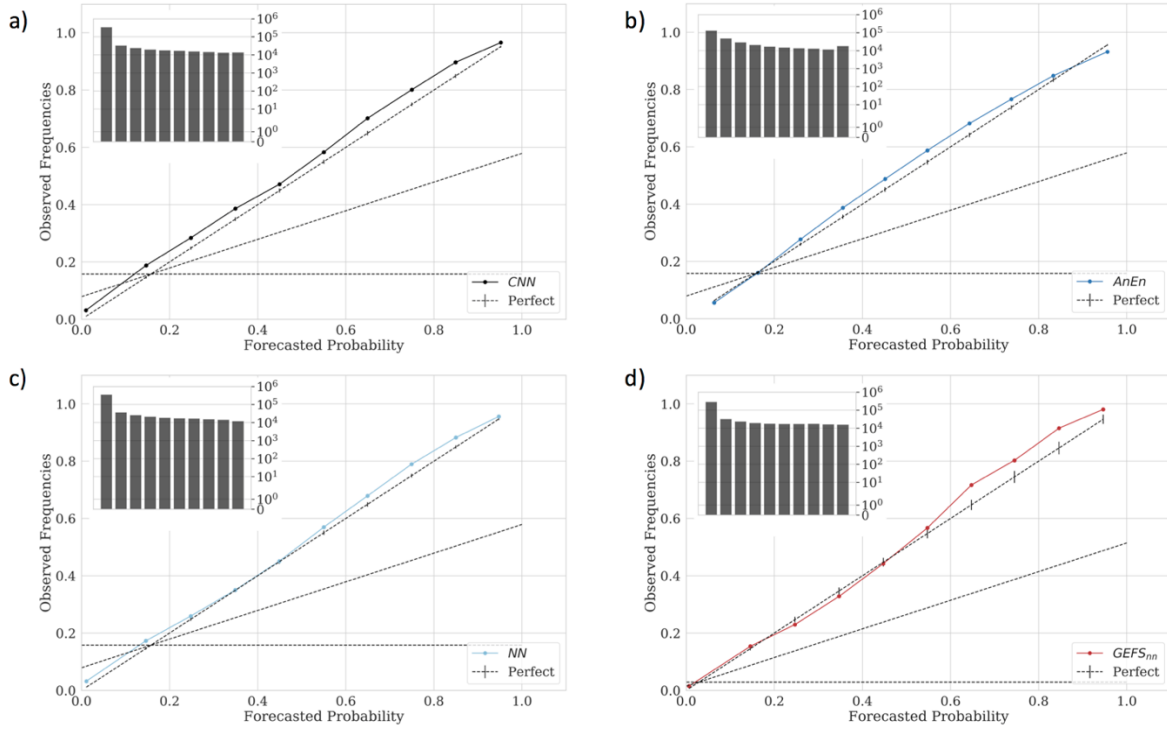 a)
Observed Frequencies
1.0
0.8
0.6
0.4
0.2
0.0
10⁶
10⁵
10⁴
10³
10²
10¹
10⁰
0
CNN
Perfect
0.0 0.2 0.4 0.6 0.8 1.0
Forecasted Probability
b)
Observed Frequencies
1.0
0.8
0.6
0.4
0.2
0.0
10⁶
10⁵
10⁴
10³
10²
10¹
10⁰
0
AnEn
Perfect
0.0 0.2 0.4 0.6 0.8 1.0
Forecasted Probability
c)
Observed Frequencies
1.0
0.8
0.6
0.4
0.2
0.0
10⁶
10⁵
10⁴
10³
10²
10¹
10⁰
0
NN
Perfect
0.0 0.2 0.4 0.6 0.8 1.0
Forecasted Probability
d)
Observed Frequencies
1.0
0.8
0.6
0.4
0.2
0.0
10⁶
10⁵
10⁴
10³
10²
10¹
10⁰
0
GEFSₙₙ
Perfect
0.0 0.2 0.4 0.6 0.8 1.0
Forecasted Probability